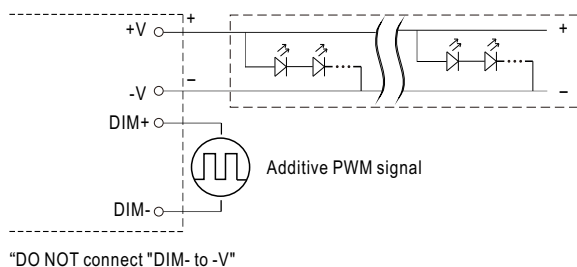 +V + +
-V − −
DIM+
Additive PWM signal
DIM-
“DO NOT connect "DIM- to -V"